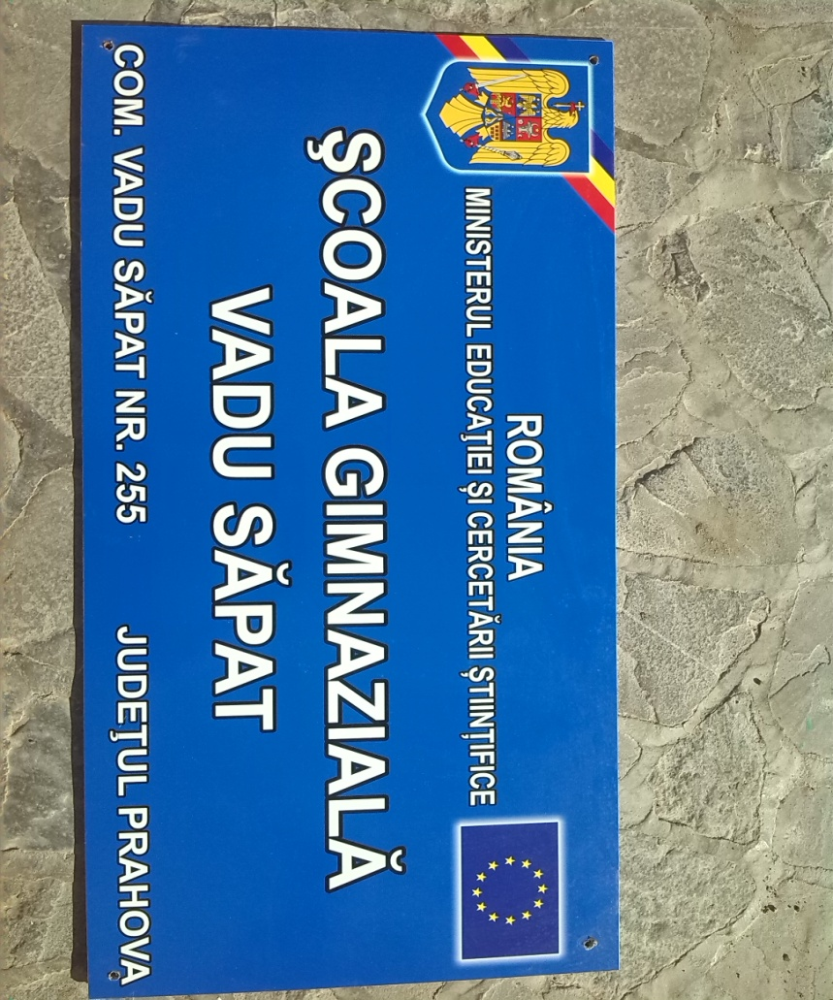 ROMÂNIA
MINISTERUL EDUCAŢIEI ŞI CERCETĂRII ŞTIINŢIFICE
ŞCOALA GIMNAZIALĂ
VADU SĂPAT
COM. VADU SĂPAT NR. 255 JUDEŢUL PRAHOVA